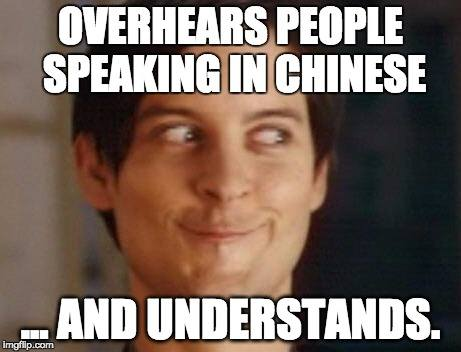 OVERHEARS PEOPLE
SPEAKING IN CHINESE
... AND UNDERSTANDS.
imgflip.com